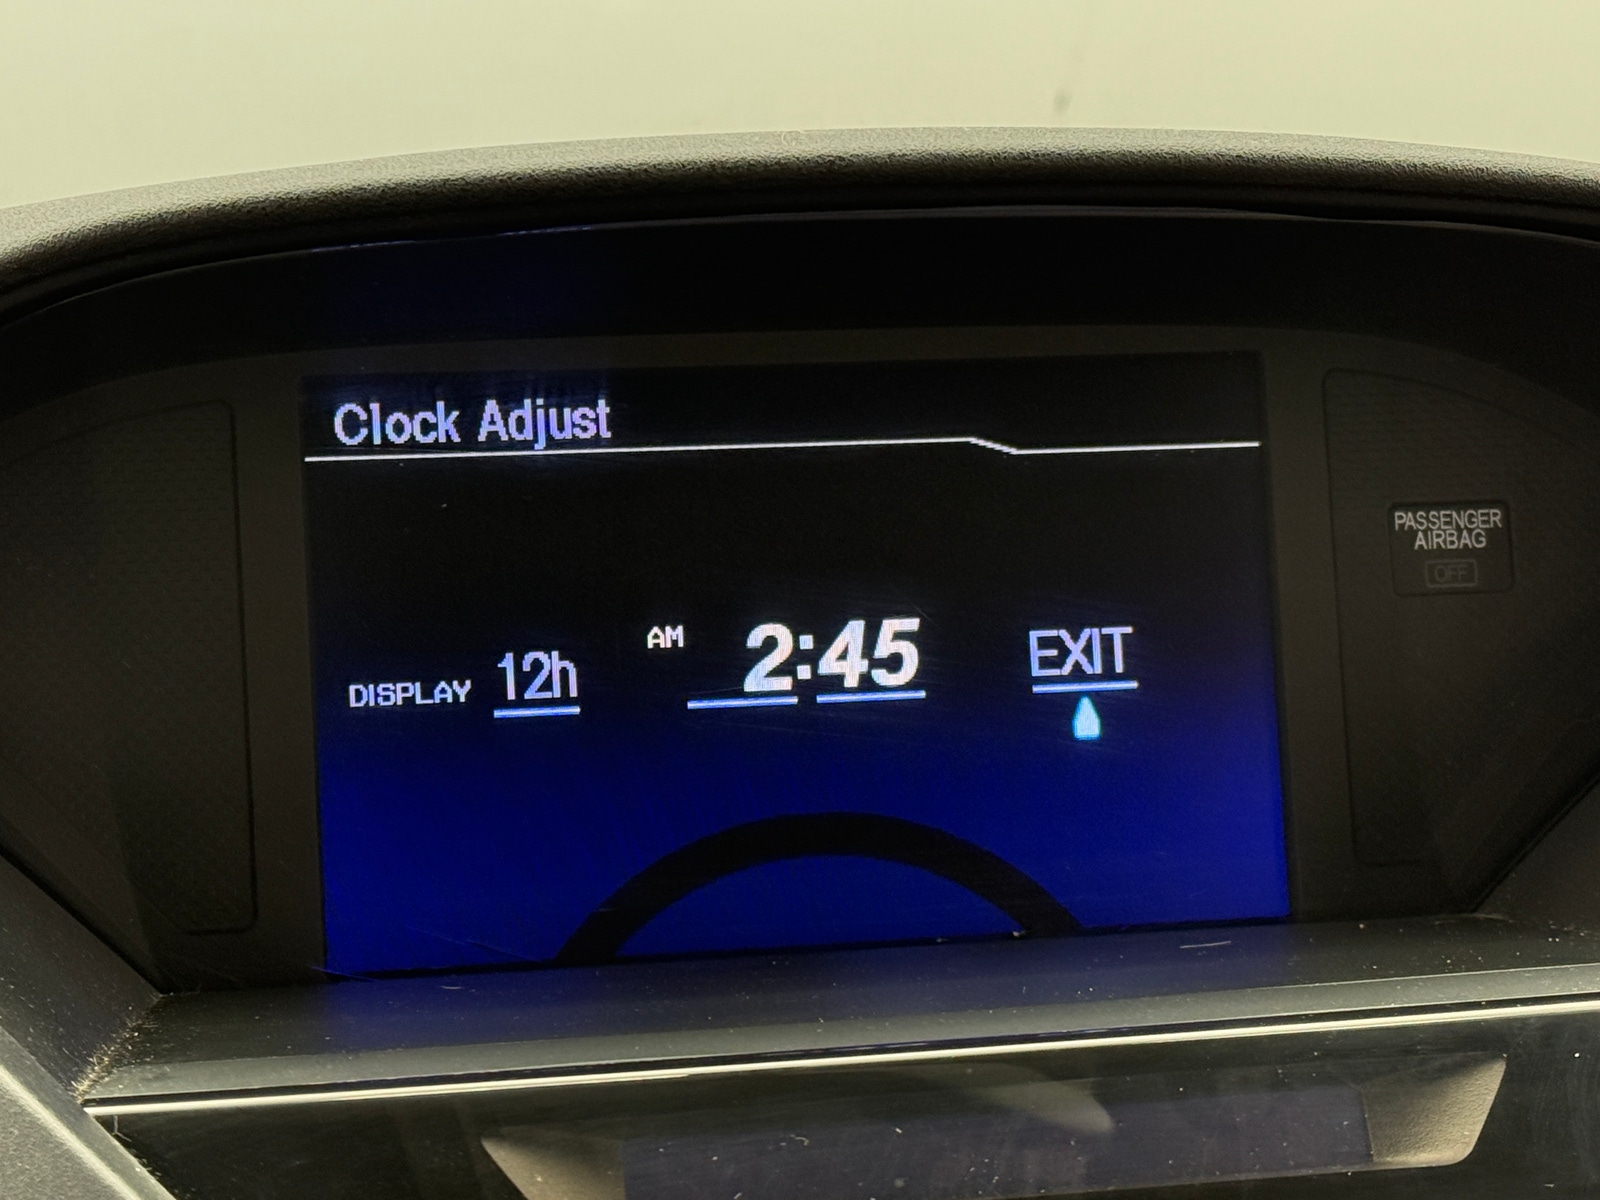 Clock Adjust
DISPLAY 12h AM 2:45 EXIT
PASSENGER
AIRBAG
OFF